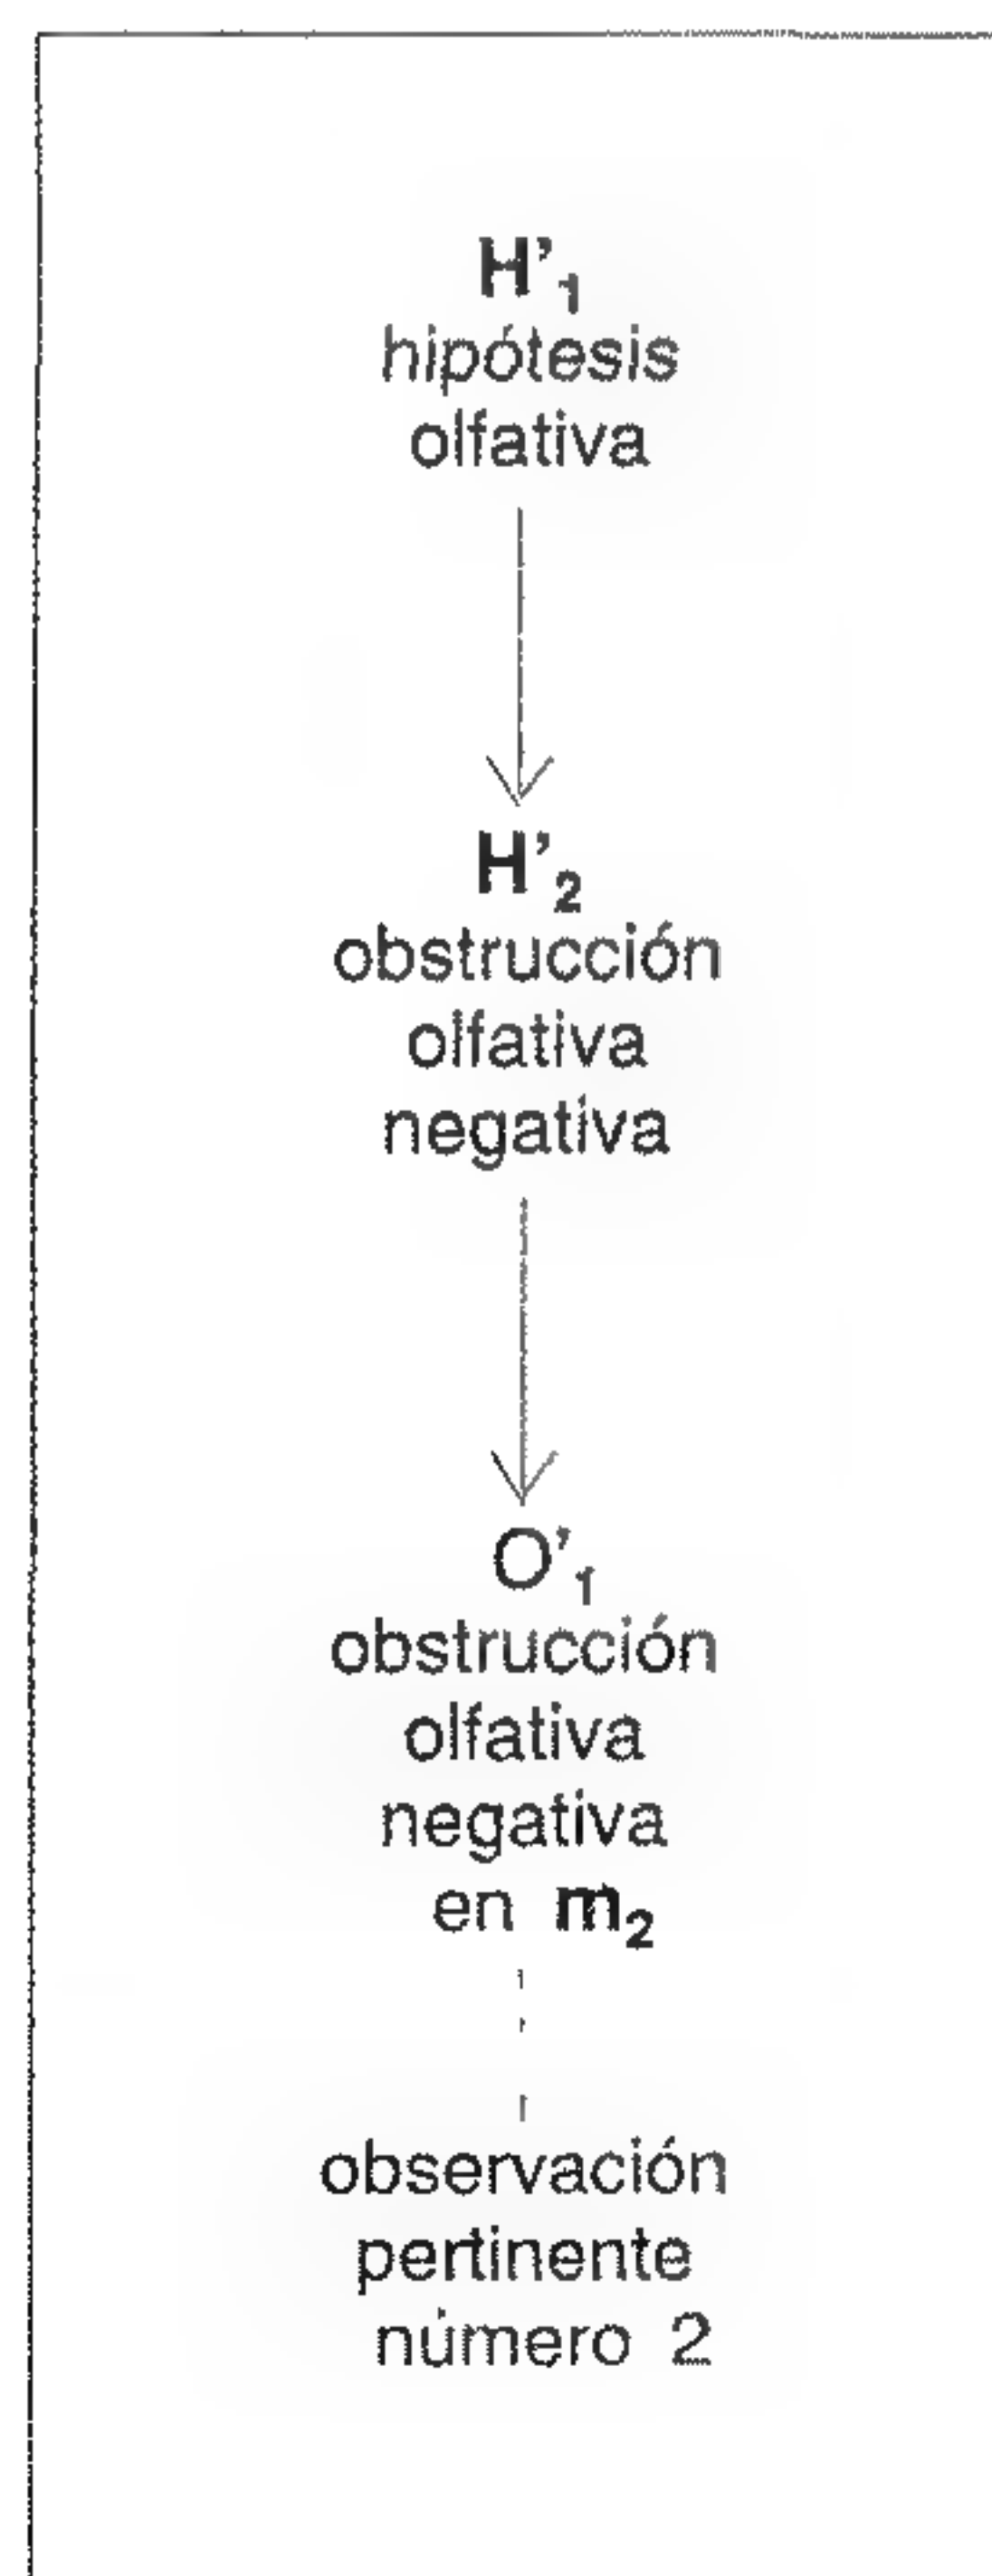 H'₁
hipótesis
olfativa
H'₂
obstrucción
olfativa
negativa
O'₁
obstrucción
olfativa
negativa
en m₂
observación
pertinente
número 2